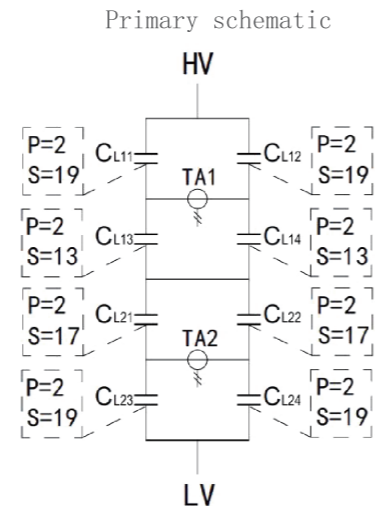 Primary schematic
HV
P=2
S=19
CL11
CL12
P=2
S=19
TA1
P=2
S=13
CL13
CL14
P=2
S=13
P=2
S=17
CL21
CL22
P=2
S=17
TA2
P=2
S=19
CL23
CL24
P=2
S=19
LV